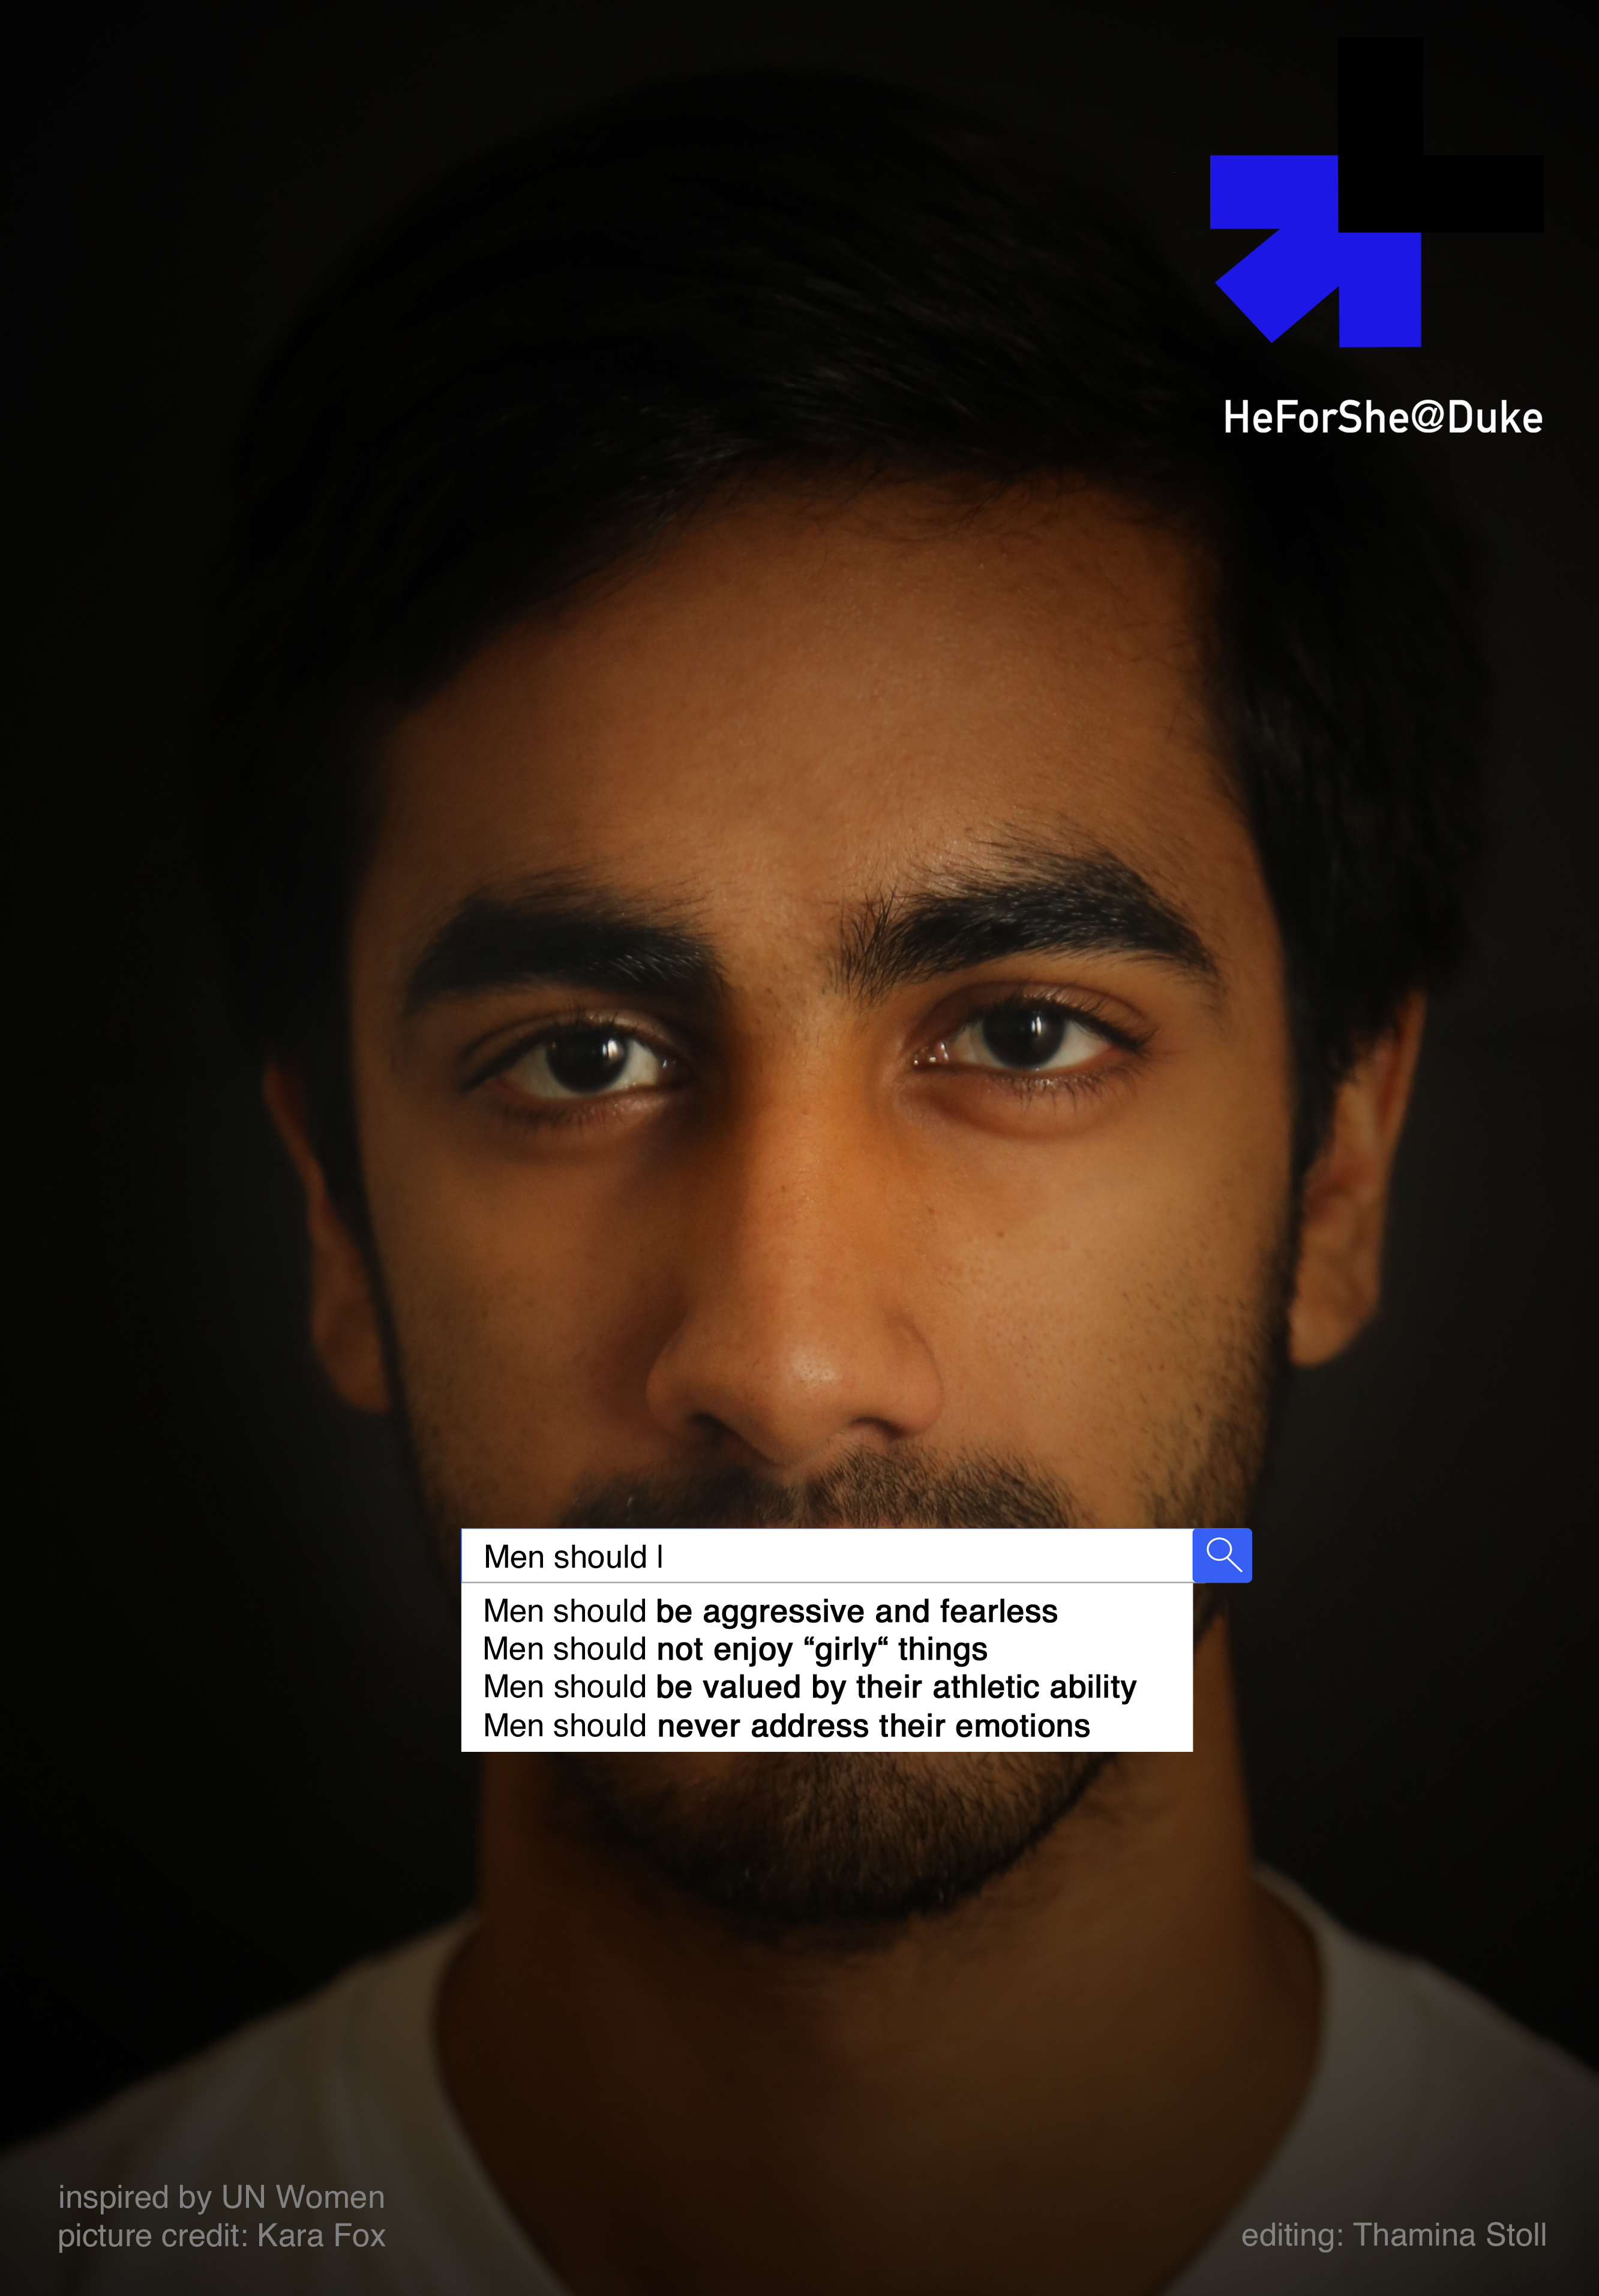 HeForShe@Duke
Men should
Men should be aggressive and fearless
Men should not enjoy “girly“ things
Men should be valued by their athletic ability
Men should never address their emotions
inspired by UN Women
picture credit: Kara Fox
editing: Thamina Stoll